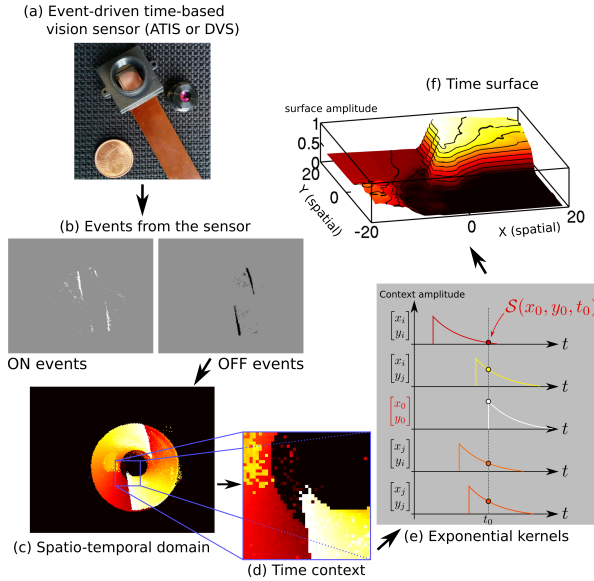 (a) Event-driven time-based
vision sensor (ATIS or DVS)
(f) Time surface
surface amplitude
1
0.5
0
20
0
-20
Y (spatial)
-20
0
20
X (spatial)
(b) Events from the sensor
ON events
OFF events
Context amplitude
S(x₀, y₀, t₀)
[xᵢ
yᵢ]
t
[xᵢ
yⱼ]
t
[x₀
y₀]
t
[xⱼ
yᵢ]
t
[xⱼ
yⱼ]
t
t₀
(c) Spatio-temporal domain
(d) Time context
(e) Exponential kernels